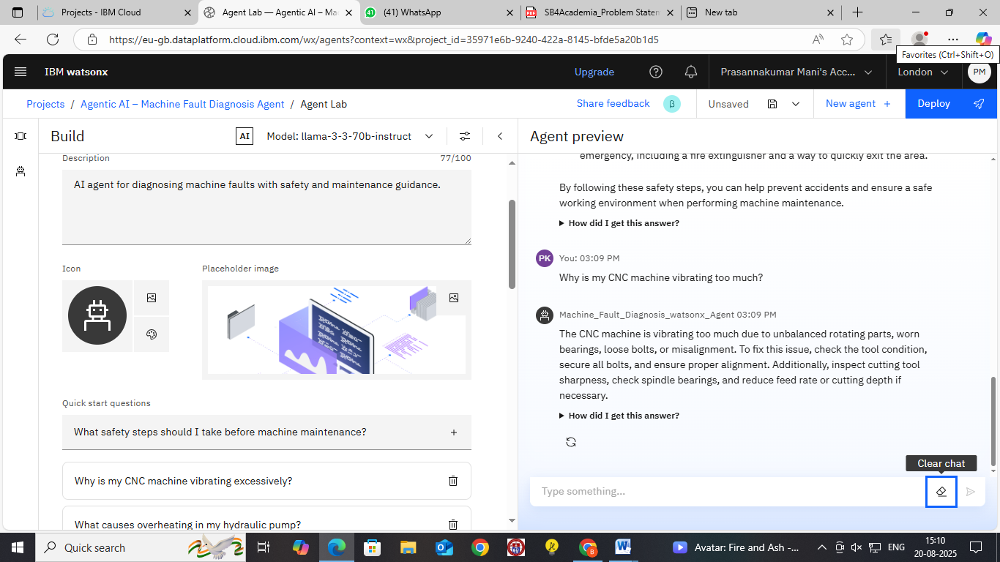 Projects - IBM Cloud
Agent Lab — Agentic AI – Ma
(41) WhatsApp
SB4Academia_Problem Staten
New tab
https://eu-gb.dataplatform.cloud.ibm.com/wx/agents?context=wx&project_id=35971e6b-9240-422a-8145-bfde5a20b1d5
Favorites (Ctrl+Shift+O)
IBM watsonx
Upgrade
Prasannakumar Mani's Acc...
London
PM
Projects / Agentic AI – Machine Fault Diagnosis Agent / Agent Lab
Share feedback
β
Unsaved
New agent +
Deploy
Build
AI
Model: llama-3-3-70b-instruct
Description
77/100
AI agent for diagnosing machine faults with safety and maintenance guidance.
Icon
Placeholder image
Quick start questions
What safety steps should I take before machine maintenance?
Why is my CNC machine vibrating excessively?
What causes overheating in my hydraulic pump?
Agent preview
emergency, including a fire extinguisher and a way to quickly exit the area.
By following these safety steps, you can help prevent accidents and ensure a safe
working environment when performing machine maintenance.
How did I get this answer?
PK
You: 03:09 PM
Why is my CNC machine vibrating too much?
Machine_Fault_Diagnosis_watsonx_Agent 03:09 PM
The CNC machine is vibrating too much due to unbalanced rotating parts, worn
bearings, loose bolts, or misalignment. To fix this issue, check the tool condition,
secure all bolts, and ensure proper alignment. Additionally, inspect cutting tool
sharpness, check spindle bearings, and reduce feed rate or cutting depth if
necessary.
How did I get this answer?
Clear chat
Type something...
Quick search
Avatar: Fire and Ash -...
ENG
15:10
20-08-2025